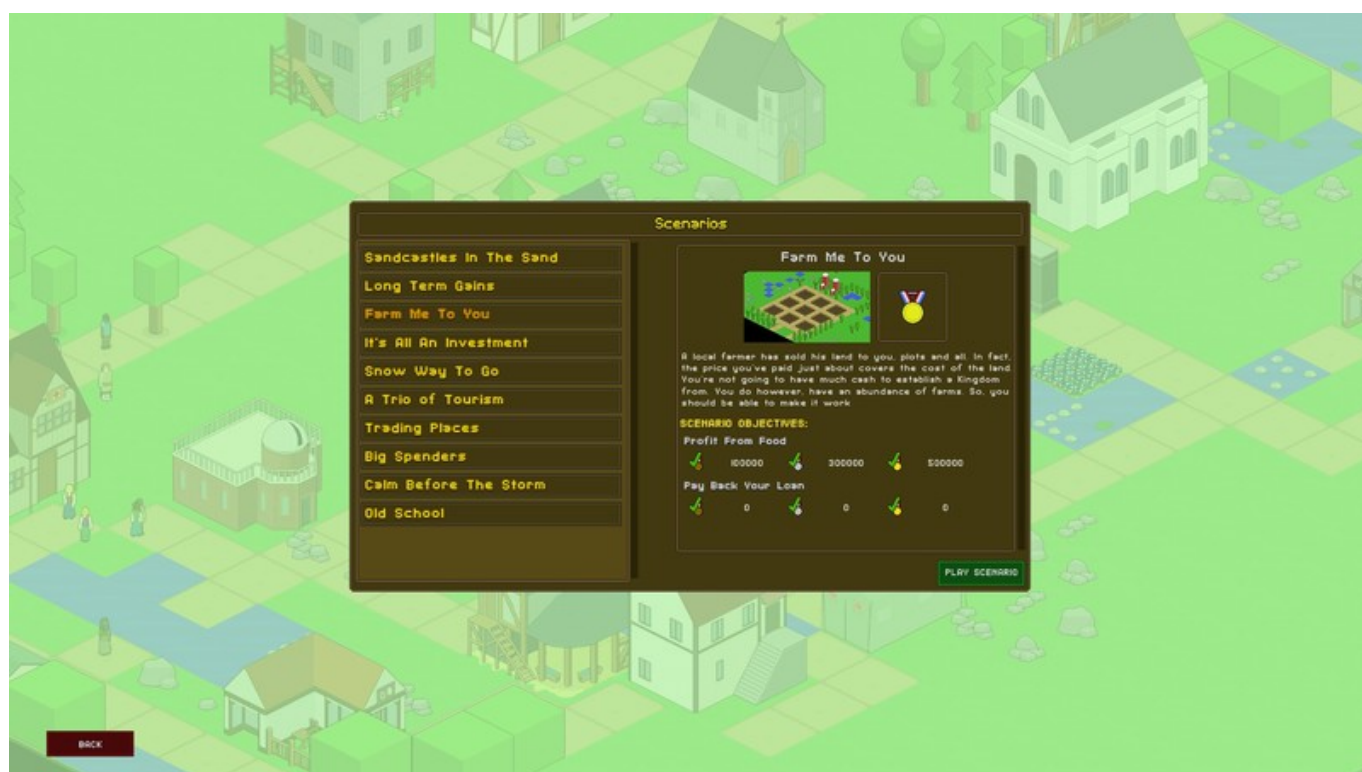 Scenarios
Sandcastles In The Sand
Long Term Gains
Farm Me To You
It's All An Investment
Snow Way To Go
A Trio of Tourism
Trading Places
Big Spenders
Calm Before The Storm
Old School
Farm Me To You
A local farmer has sold his land to you, plots and all. In fact,
the price you've paid just about covers the cost of the land
You're not going to have much cash to establish a Kingdom
from. You do however, have an abundance of farms. So, you
should be able to make it work
SCENARIO OBJECTIVES:
Profit From Food
100000 300000 500000
Pay Back Your Loan
0 0 0
PLAY SCENARIO
BACK